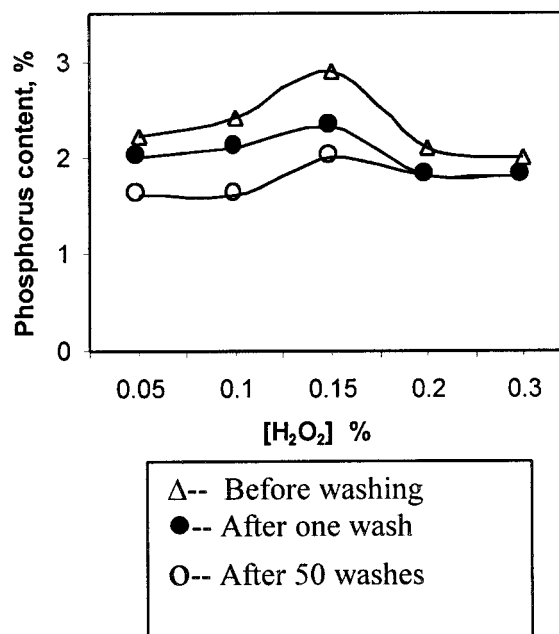 Phosphorus content, %
3
2
1
0
0.05 0.1 0.15 0.2 0.3
[H₂O₂] %
Δ-- Before washing
●-- After one wash
O-- After 50 washes